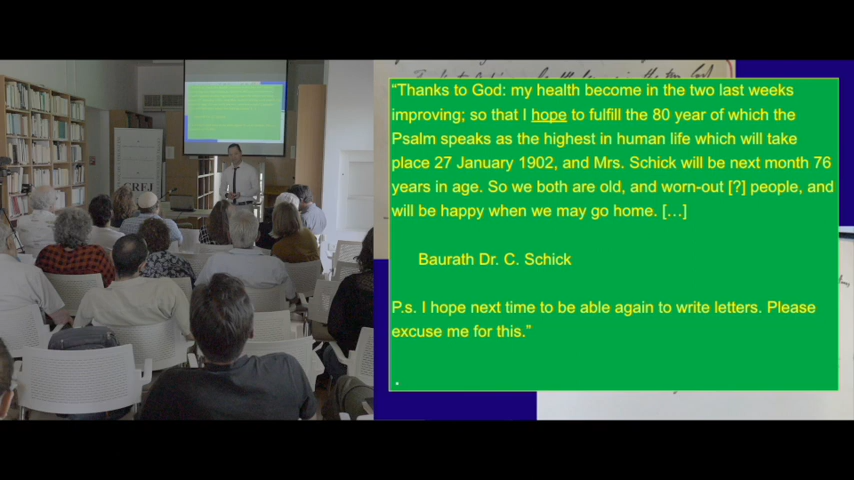 “Thanks to God: my health become in the two last weeks
improving; so that I hope to fulfill the 80 year of which the
Psalm speaks as the highest in human life which will take
place 27 January 1902, and Mrs. Schick will be next month 76
years in age. So we both are old, and worn-out [?] people, and
will be happy when we may go home. […]
Baurath Dr. C. Schick
P.s. I hope next time to be able again to write letters. Please
excuse me for this.”
.